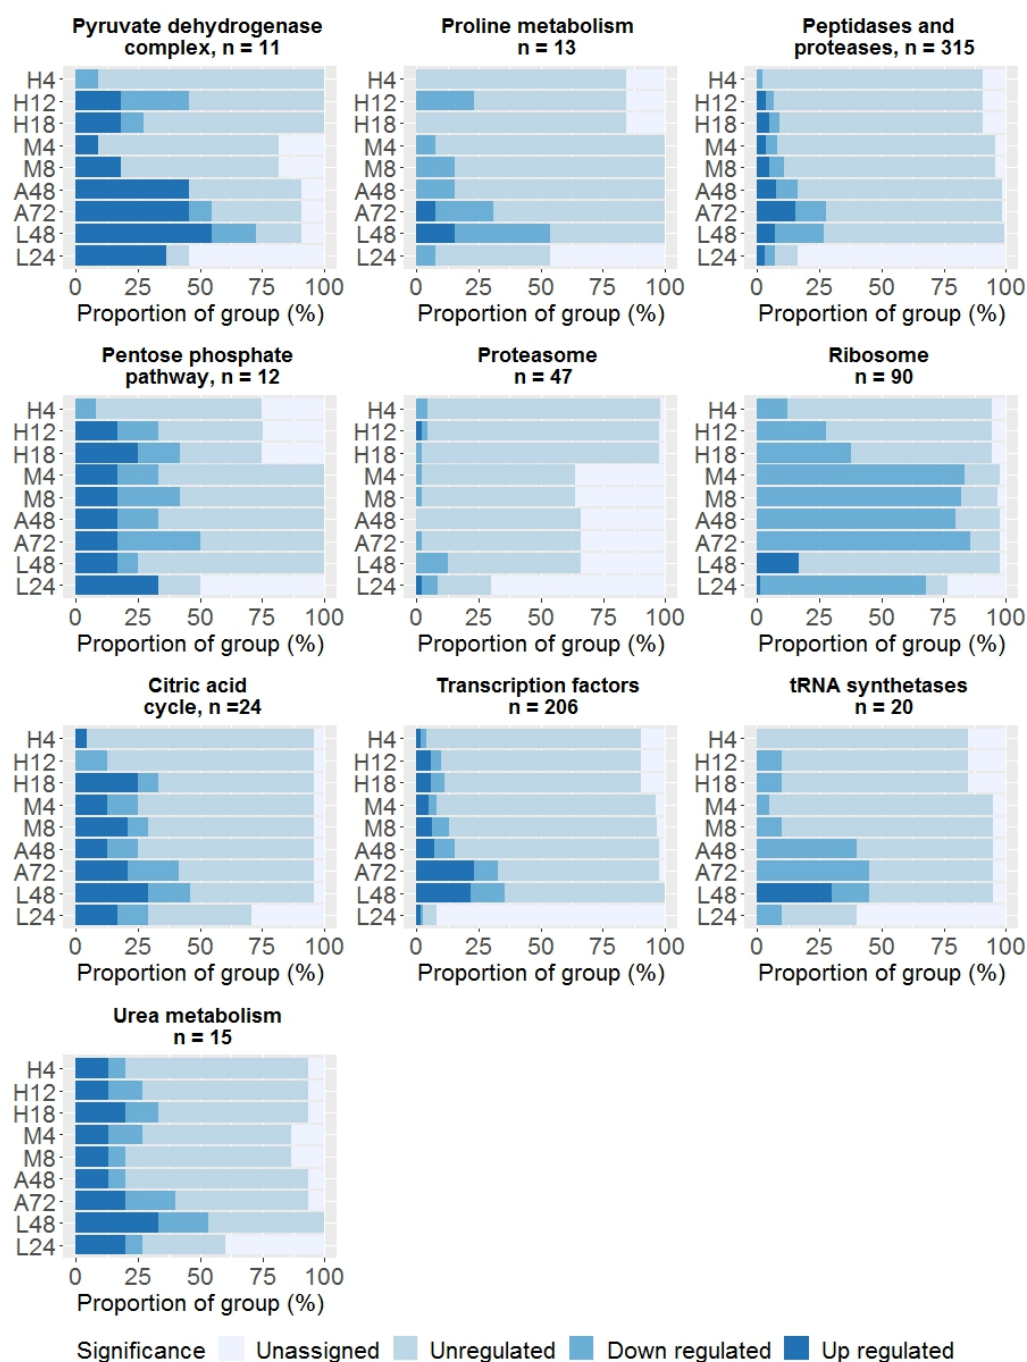 Pyruvate dehydrogenase
complex, n = 11
H4
H12
H18
M4
M8
A48
A72
L48
L24
0 25 50 75 100
Proportion of group (%)
Proline metabolism
n = 13
H4
H12
H18
M4
M8
A48
A72
L48
L24
0 25 50 75 100
Proportion of group (%)
Peptidases and
proteases, n = 315
H4
H12
H18
M4
M8
A48
A72
L48
L24
0 25 50 75 100
Proportion of group (%)
Pentose phosphate
pathway, n = 12
H4
H12
H18
M4
M8
A48
A72
L48
L24
0 25 50 75 100
Proportion of group (%)
Proteasome
n = 47
H4
H12
H18
M4
M8
A48
A72
L48
L24
0 25 50 75 100
Proportion of group (%)
Ribosome
n = 90
H4
H12
H18
M4
M8
A48
A72
L48
L24
0 25 50 75 100
Proportion of group (%)
Citric acid
cycle, n =24
H4
H12
H18
M4
M8
A48
A72
L48
L24
0 25 50 75 100
Proportion of group (%)
Transcription factors
n = 206
H4
H12
H18
M4
M8
A48
A72
L48
L24
0 25 50 75 100
Proportion of group (%)
tRNA synthetases
n = 20
H4
H12
H18
M4
M8
A48
A72
L48
L24
0 25 50 75 100
Proportion of group (%)
Urea metabolism
n = 15
H4
H12
H18
M4
M8
A48
A72
L48
L24
0 25 50 75 100
Proportion of group (%)
Significance Unassigned Unregulated Down regulated Up regulated